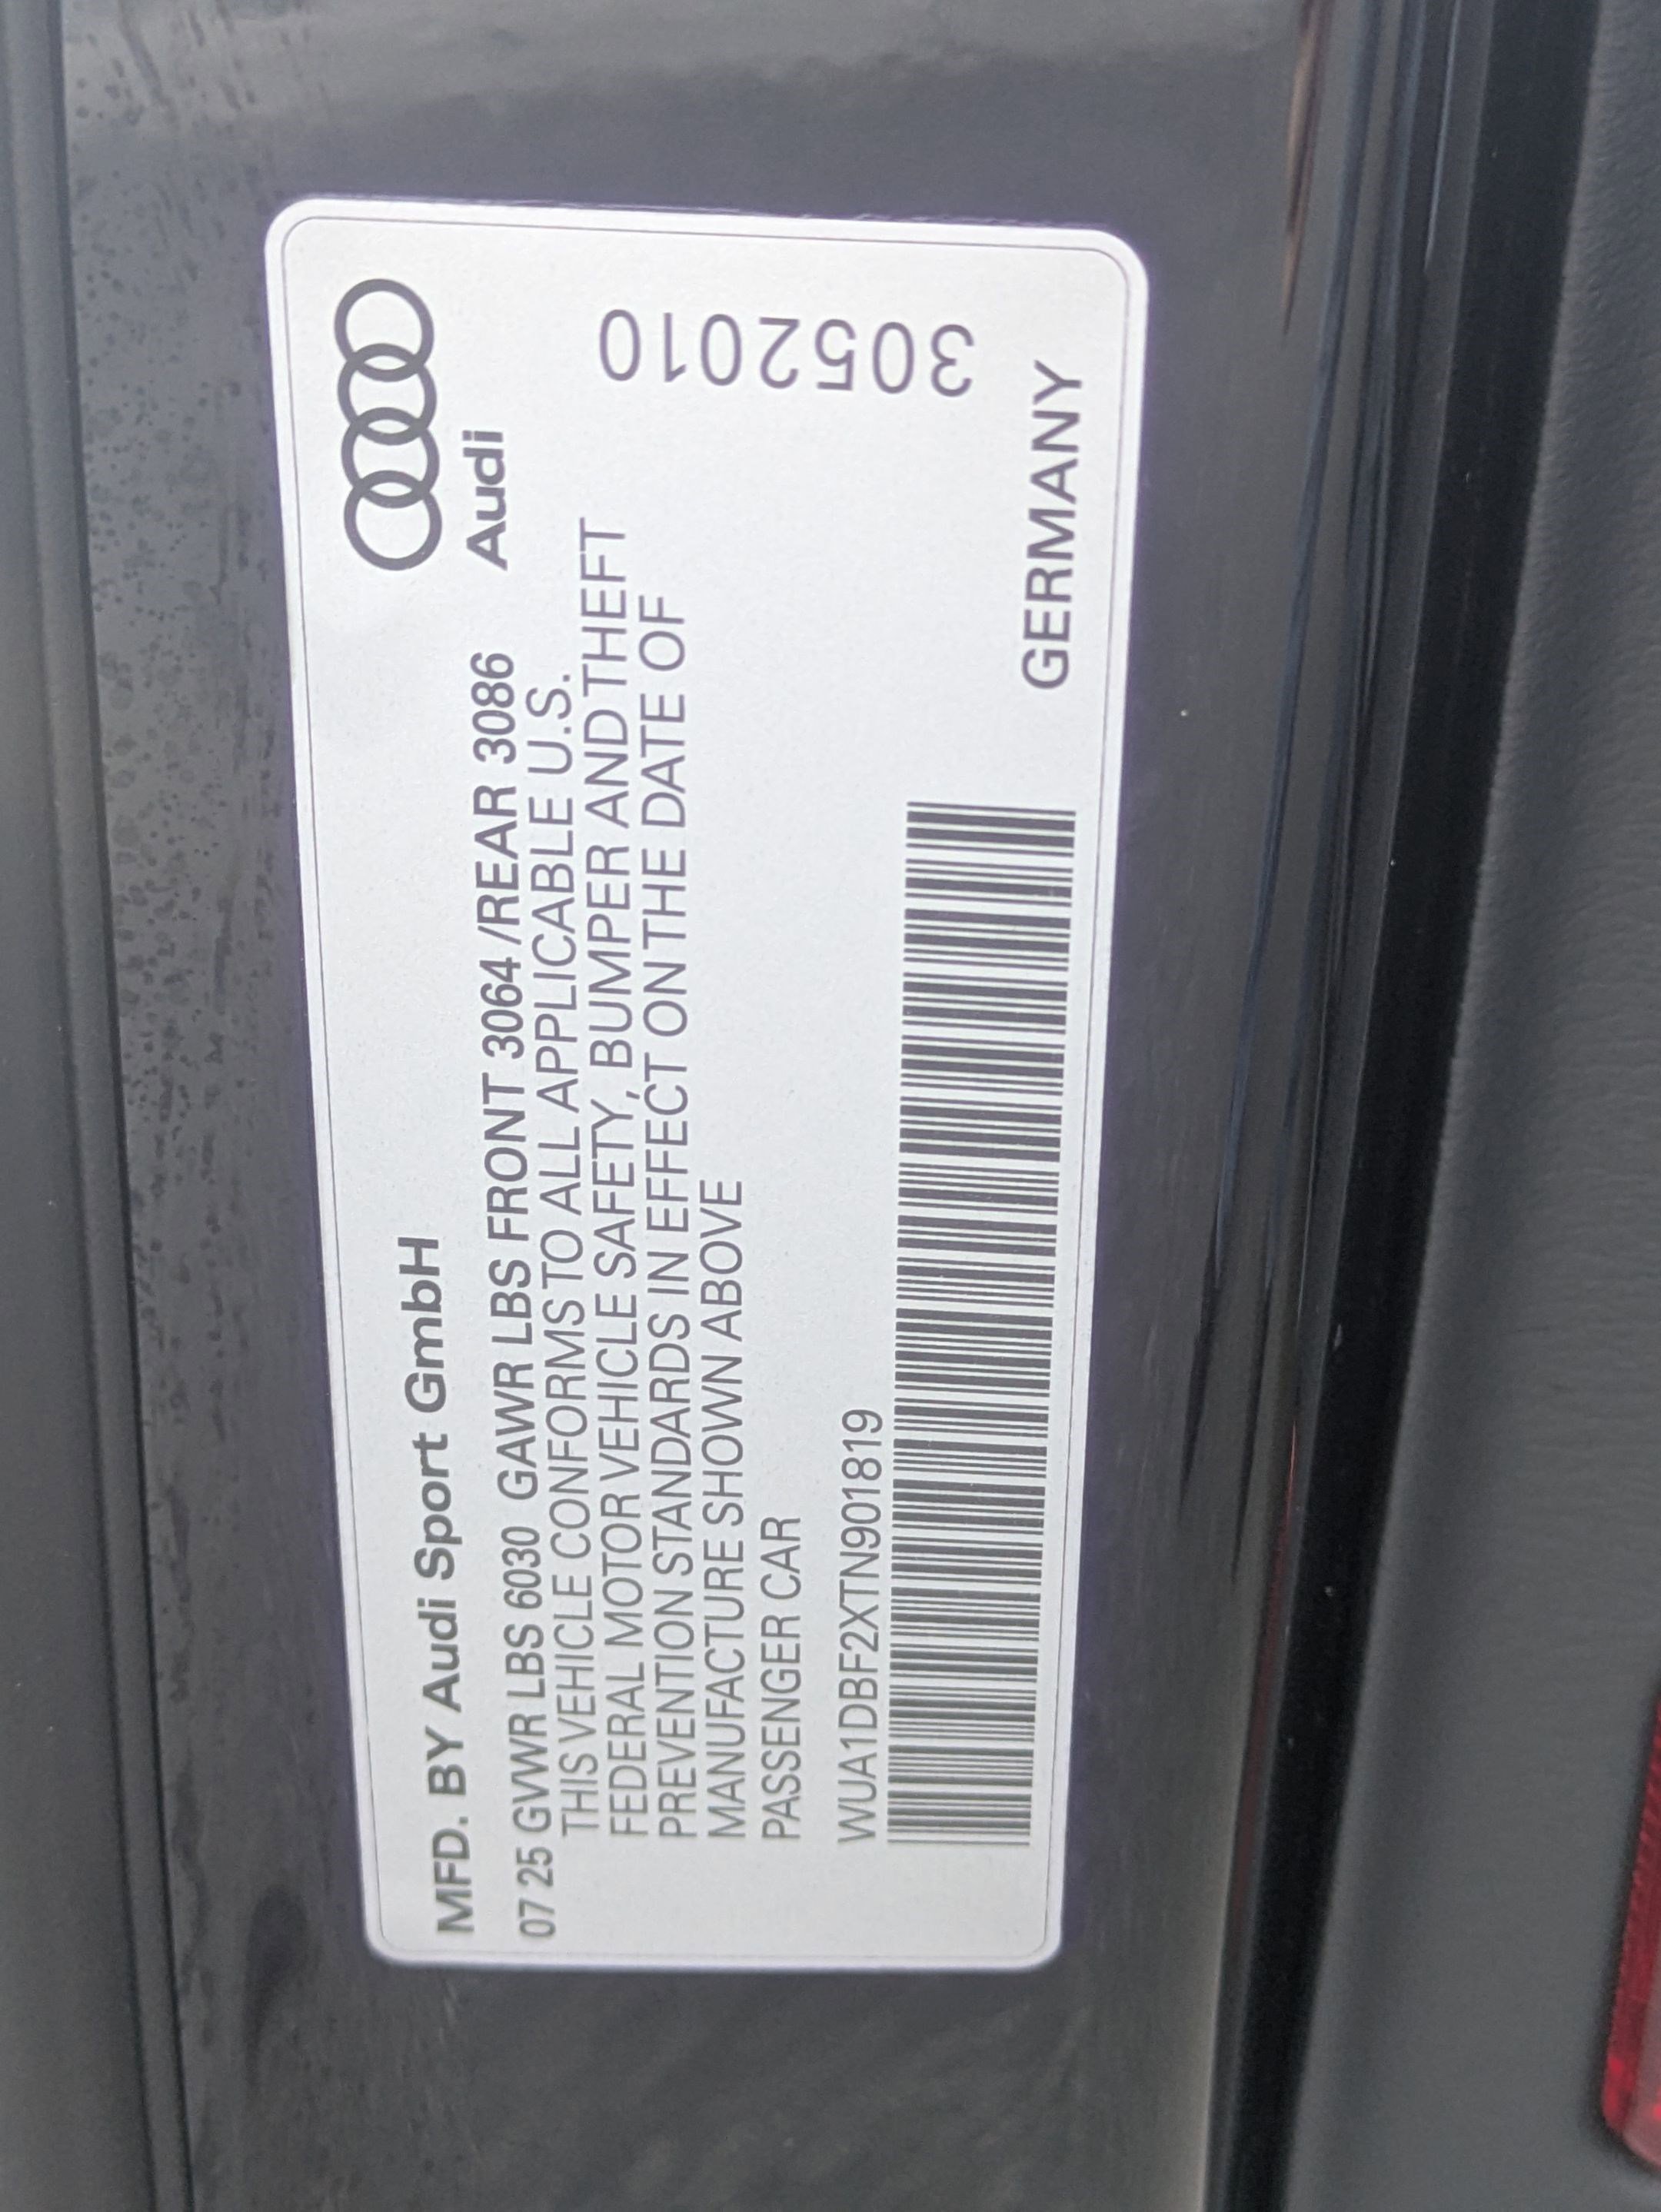 MFD. BY Audi Sport GmbH
07 25 GVWR LBS 6030 GAWR LBS FRONT 3064 /REAR 3086
Audi
THIS VEHICLE CONFORMS TO ALL APPLICABLE U.S.
FEDERAL MOTOR VEHICLE SAFETY, BUMPER AND THEFT
PREVENTION STANDARDS IN EFFECT ON THE DATE OF
MANUFACTURE SHOWN ABOVE
PASSENGER CAR
3052010
WUA1DBF2XTN901819
GERMANY